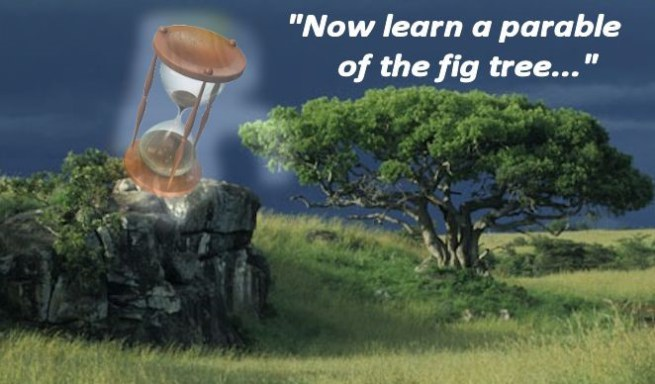 "Now learn a parable
of the fig tree..."